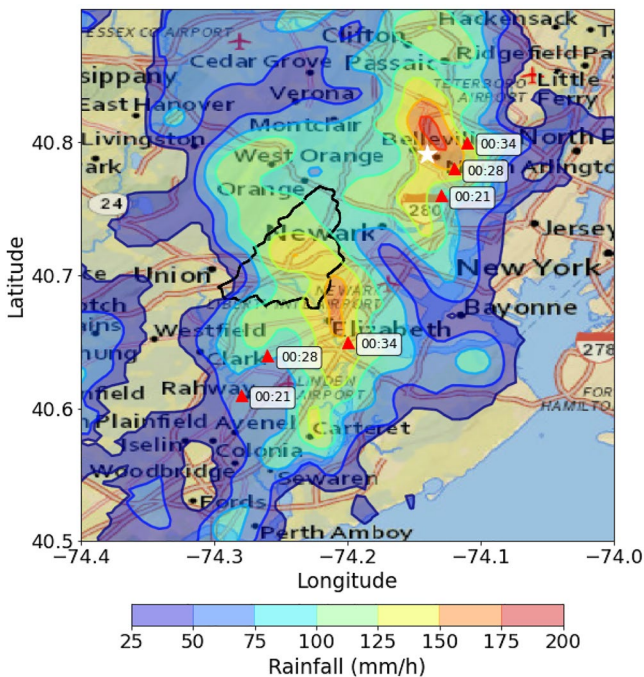 ESSEX CO AIRPORT
Clifton
Hackensack
Cedar Grove
Passaic
Ridgefield Pa
sippany
TETERBORO
AIRPORT
Little
Ferry
East Hanover
Verona
Montclair
40.8
Livingston
Bellevil
00:34
North B
ark
West Orange
00:28
Arlington
Orange
00:21
24
280
Newark
Jersey
40.7
Union
New York
NEWARK
AIRPORT
Bayonne
Latitude
Elizabeth
Westfield
00:34
278
Clark
00:28
Rahway
LINDEN
AIRPORT
00:21
40.6
Plainfield
Avenel
Carteret
Iselin
Colonia
Woodbridge
Sewaren
Fords
Perth Amboy
40.5
−74.4
−74.3
−74.2
−74.1
−74.0
Longitude
25
50
75
100
125
150
175
200
Rainfall (mm/h)